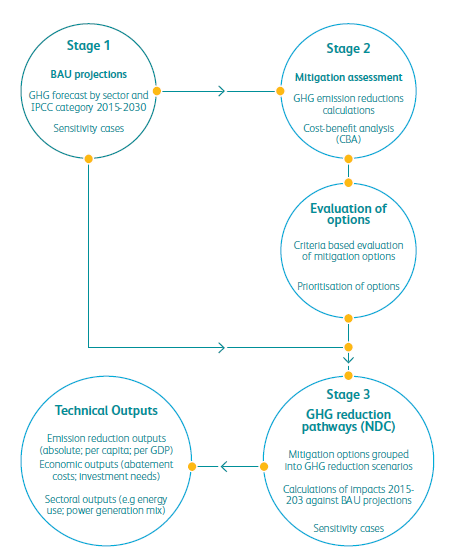 Stage 1
BAU projections
GHG forecast by sector and
IPCC category 2015-2030
Sensitivity cases
Stage 2
Mitigation assessment
GHG emission reductions
calculations
Cost-benefit analysis
(CBA)
Evaluation of
options
Criteria based evaluation
of mitigation options
Prioritisation of options
Stage 3
GHG reduction
pathways (NDC)
Mitigation options grouped
into GHG reduction scenarios
Calculations of impacts 2015-
203 against BAU projections
Sensitivity cases
Technical Outputs
Emission reduction outputs
(absolute; per capita; per GDP)
Economic outputs (abatement
costs; investment needs)
Sectoral outputs (e.g energy
use; power generation mix)